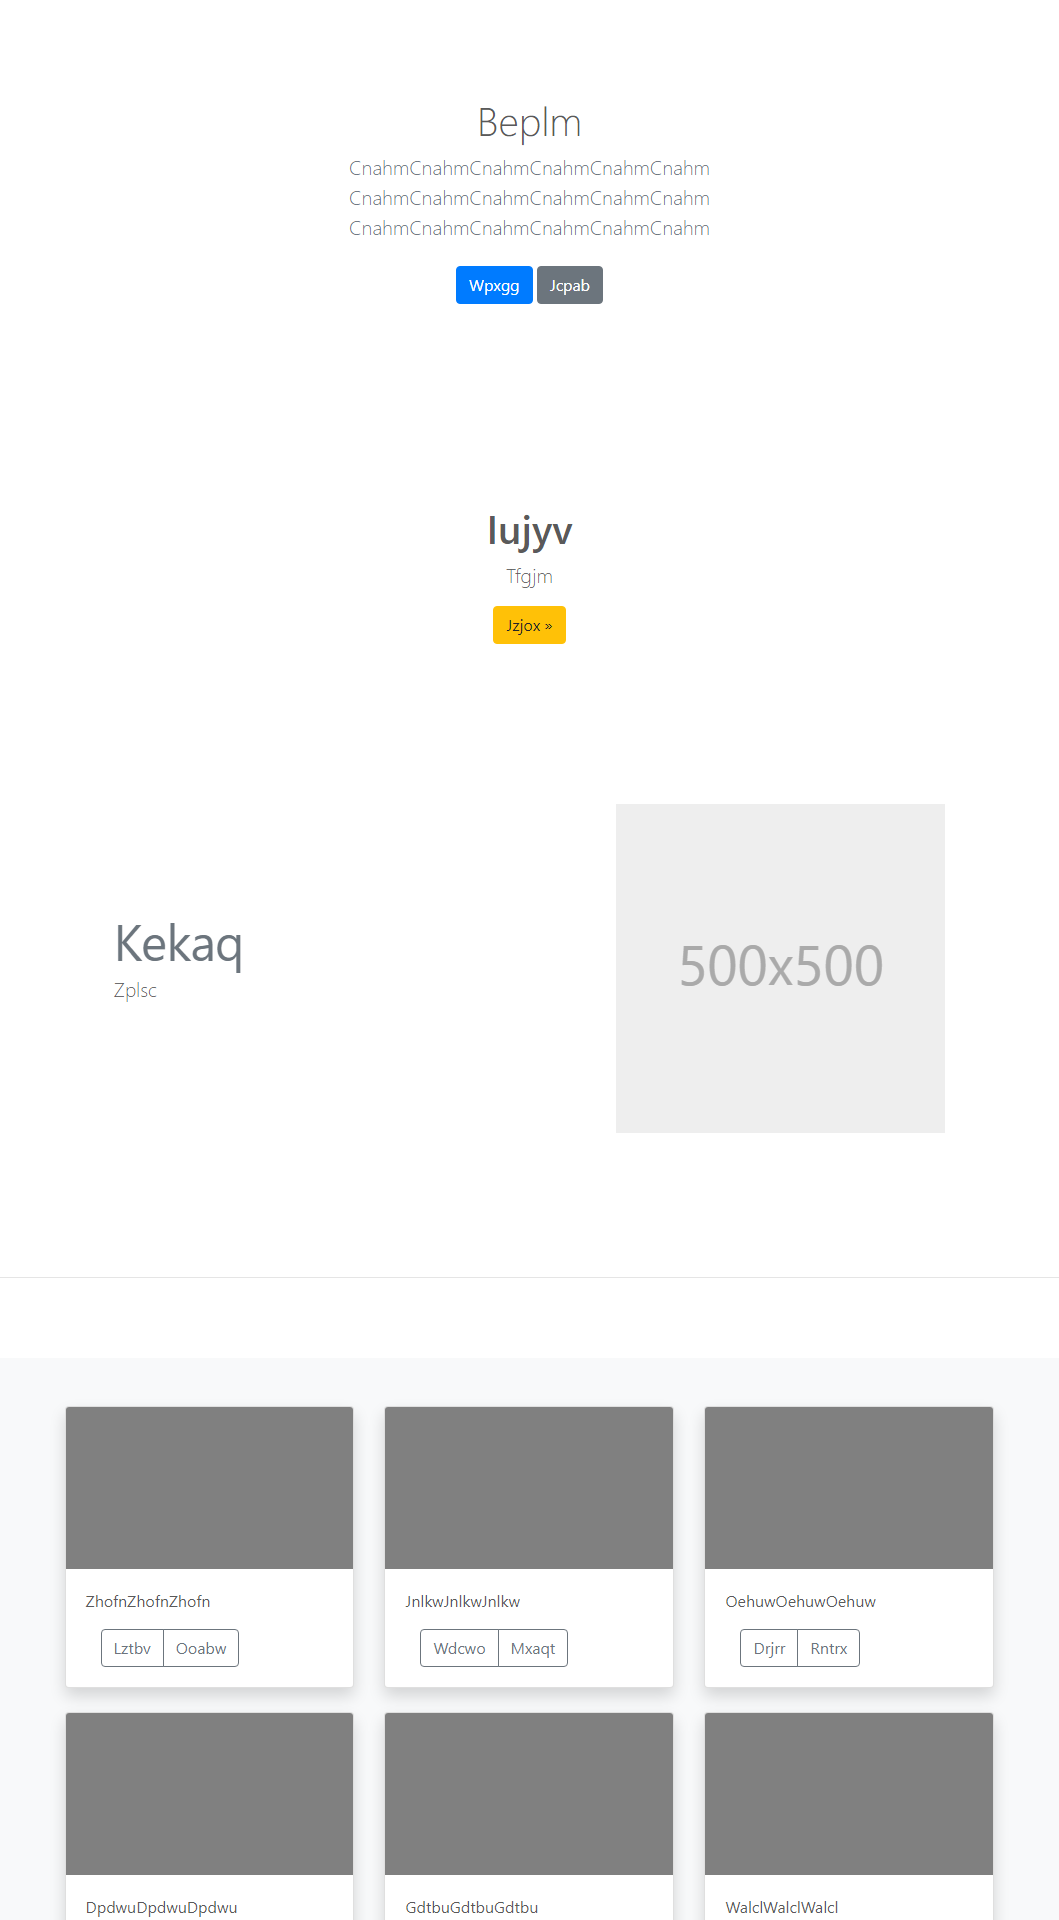 Beplm
CnahmCnahmCnahmCnahmCnahmCnahm
CnahmCnahmCnahmCnahmCnahmCnahm
CnahmCnahmCnahmCnahmCnahmCnahm
Wpxgg Jcpab
Iujyv
Tfgjm
Jzjox »
Kekaq
Zplsc
500x500
ZhofnZhofnZhofn
Lztbv Ooabw
JnlkwJnlkwJnlkw
Wdcwo Mxaqt
OehuwOehuwOehuw
Drjrr Rntrx
DpdwuDpdwuDpdwu
GdtbuGdtbuGdtbu
WalclWalclWalcl